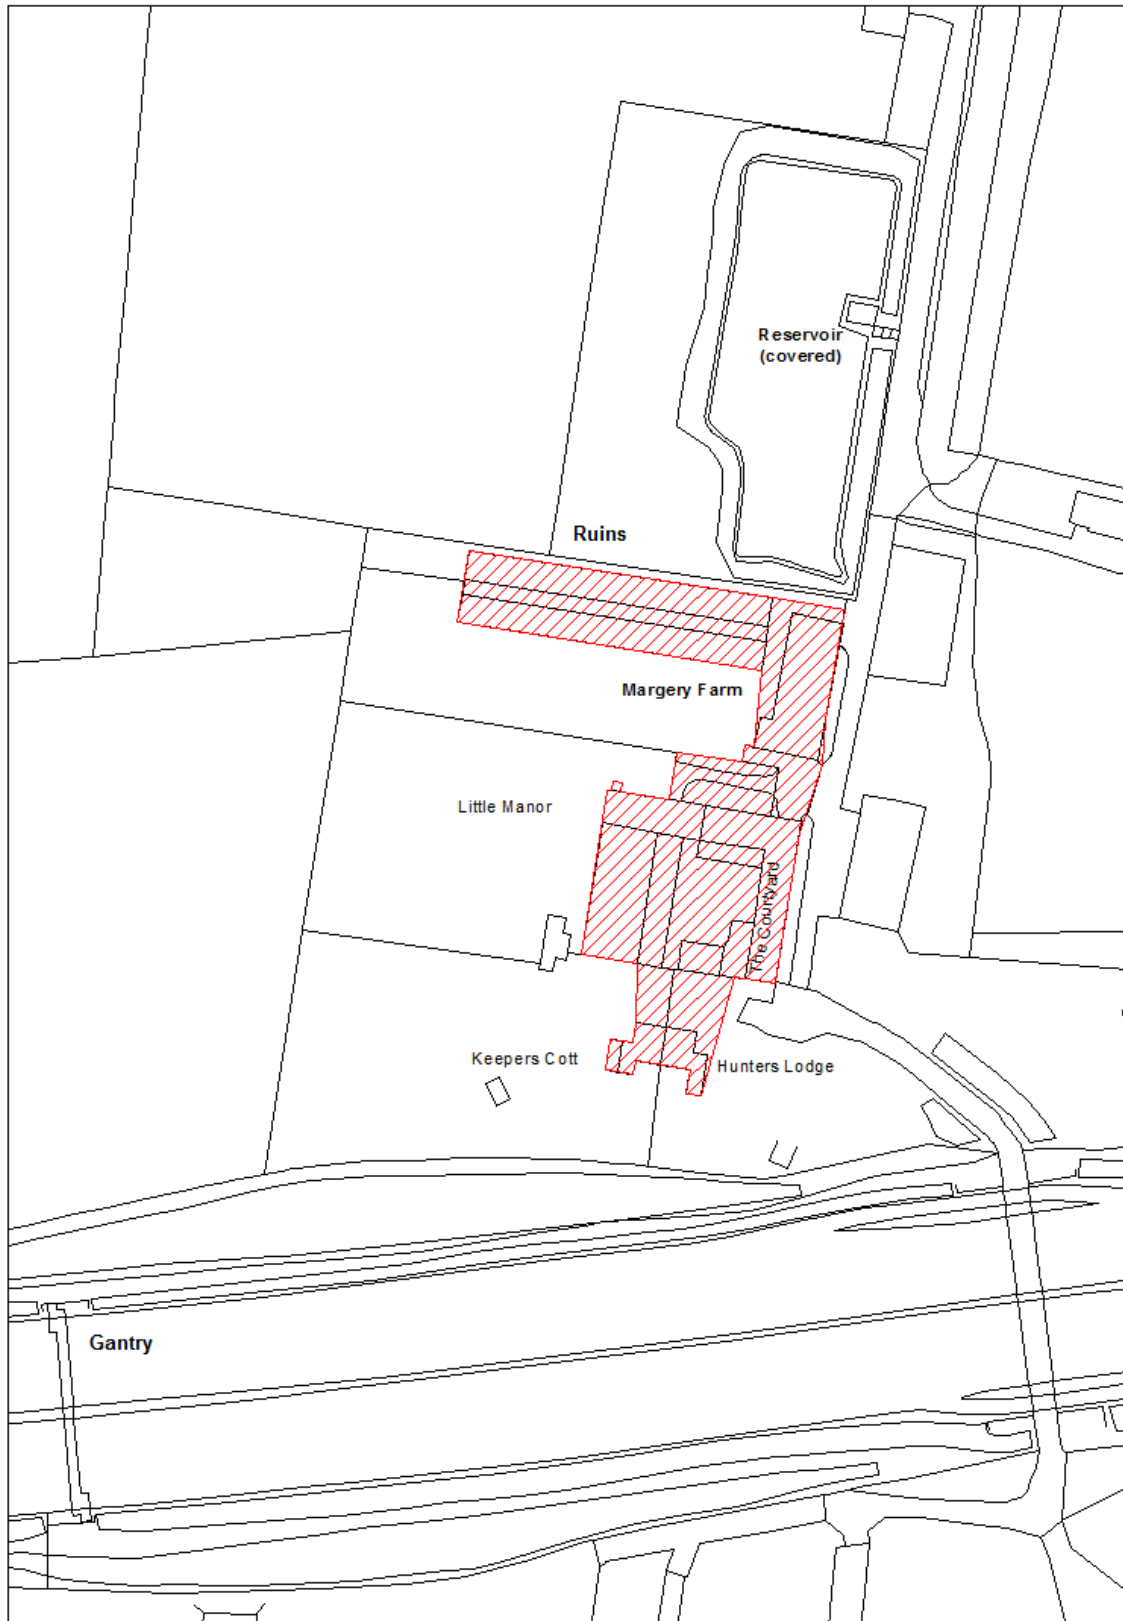 Reservoir
(covered)
Ruins
Margery Farm
Little Manor
The Courtyard
Keepers Cott
Hunters Lodge
Gantry